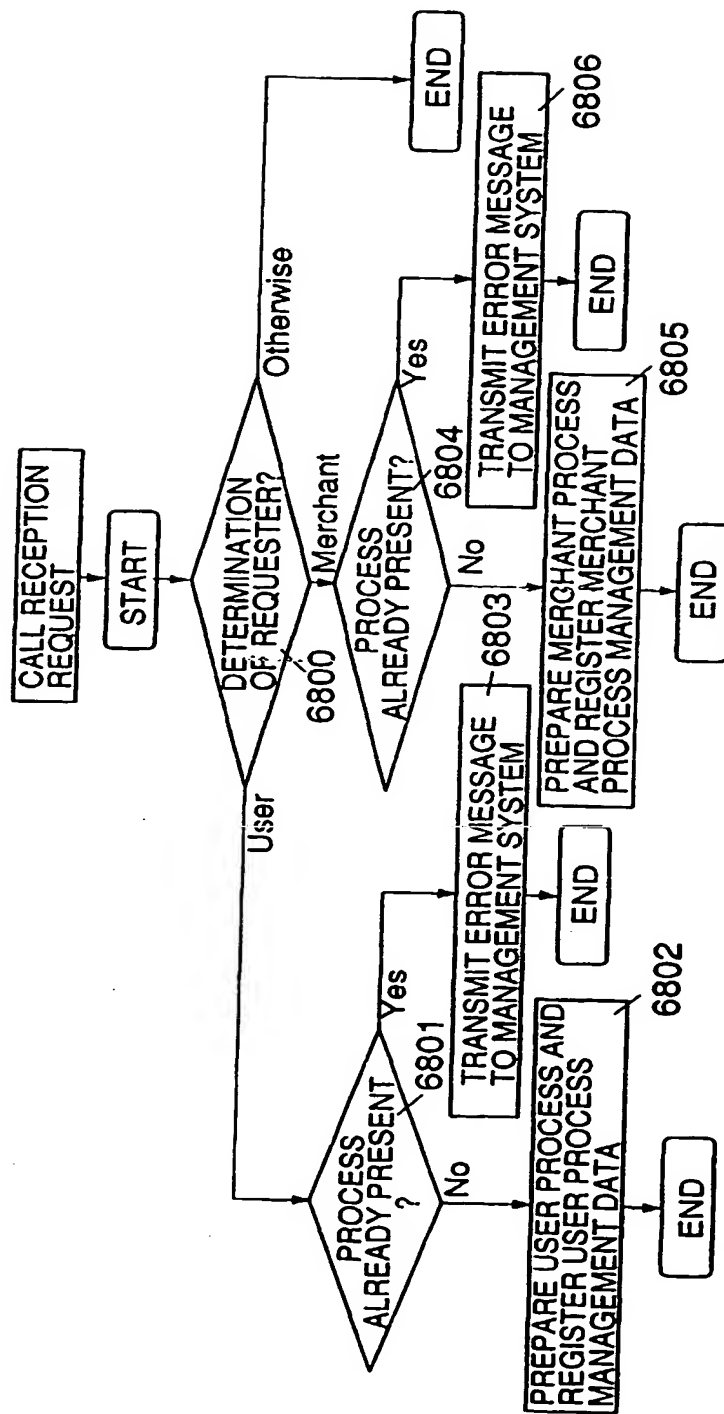 CALL RECEPTION
REQUEST
START
DETERMINATION
OF REQUESTER?
6800
User
Merchant
Otherwise
END
PROCESS
ALREADY PRESENT
?
6801
Yes
No
TRANSMIT ERROR MESSAGE
TO MANAGEMENT SYSTEM
6803
END
PREPARE USER PROCESS AND
REGISTER USER PROCESS
MANAGEMENT DATA
6802
END
PROCESS
ALREADY PRESENT?
6804
Yes
No
TRANSMIT ERROR MESSAGE
TO MANAGEMENT SYSTEM
6806
END
PREPARE MERCHANT PROCESS
AND REGISTER MERCHANT
PROCESS MANAGEMENT DATA
6805
END